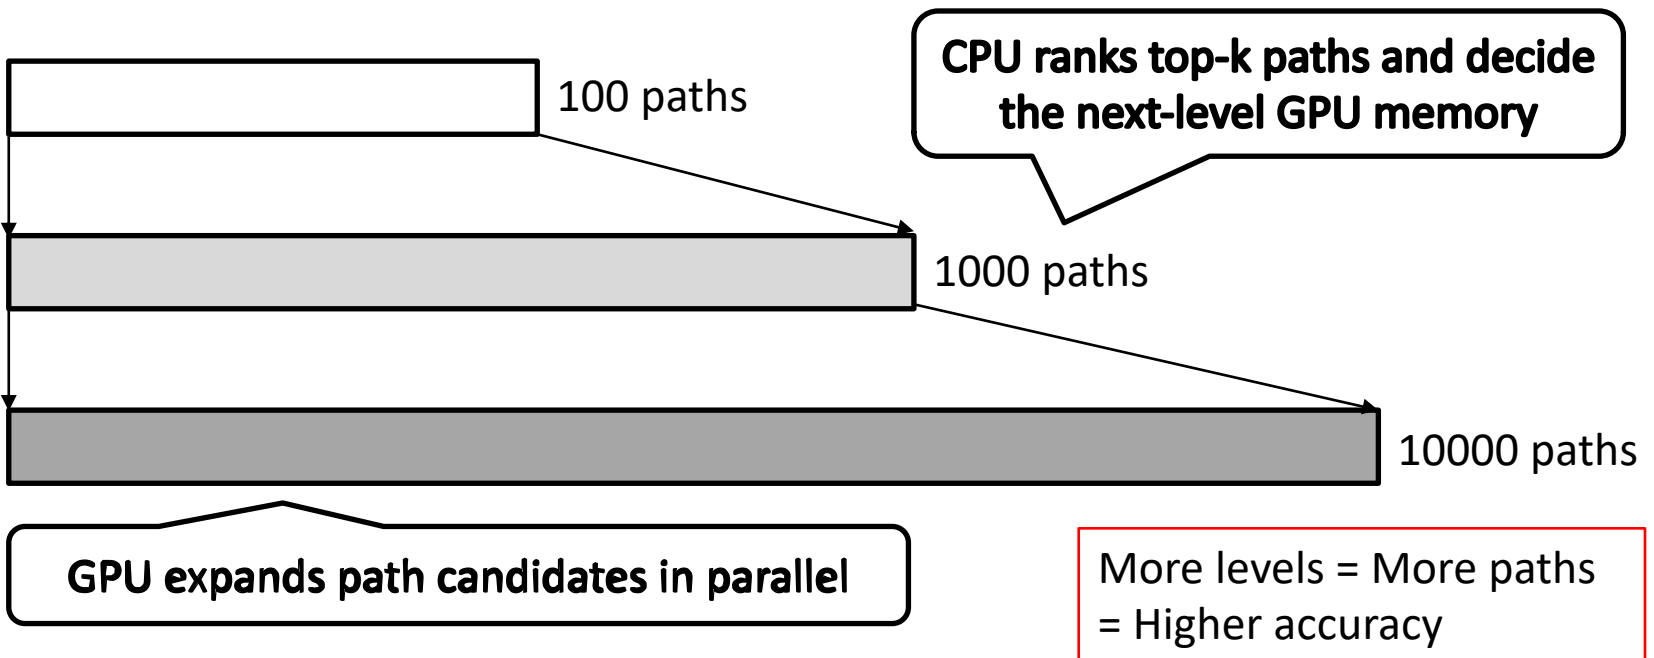 100 paths
CPU ranks top-k paths and decide
the next-level GPU memory
1000 paths
10000 paths
GPU expands path candidates in parallel
More levels = More paths
= Higher accuracy